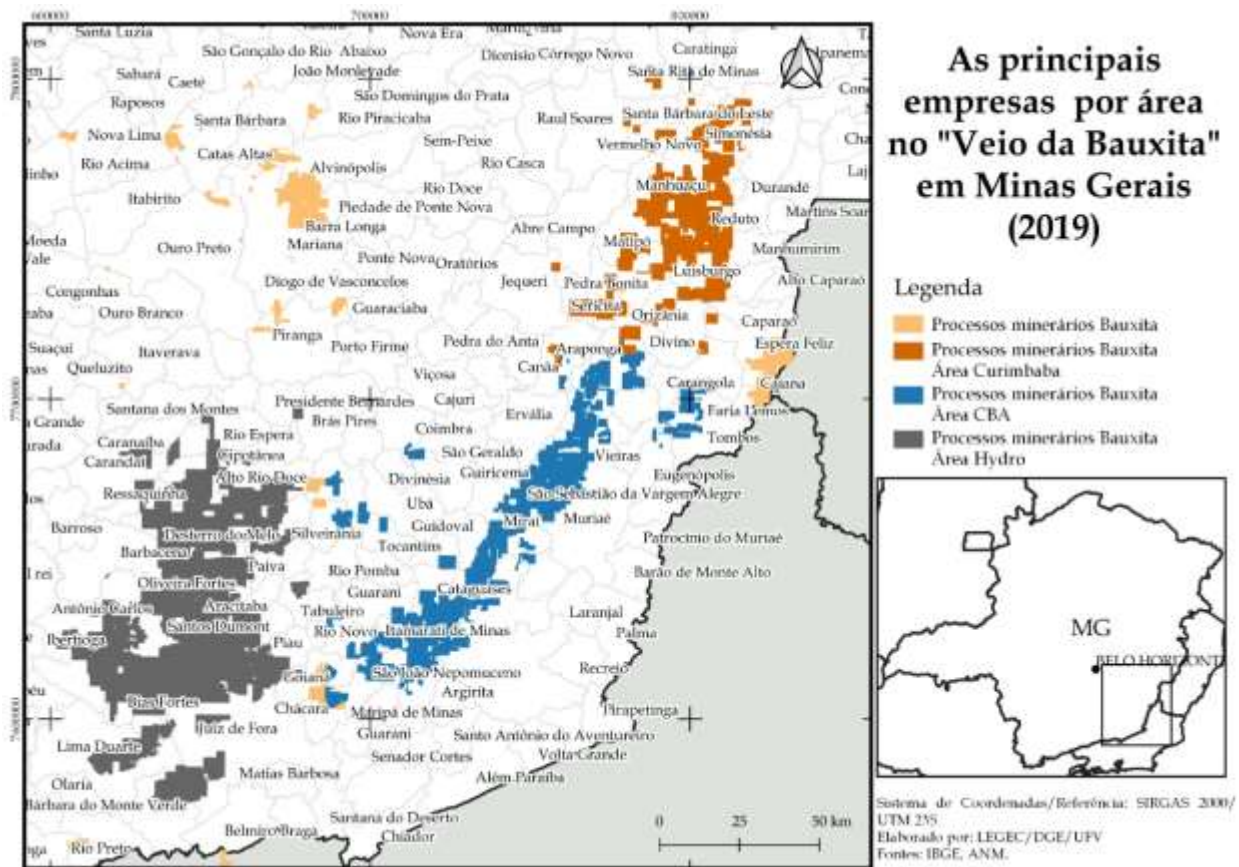 600000 700000 800000
Santa Luzia
Nova Era
São Gonçalo do Rio Abaixo
Dionísio Córrego Novo
Caratinga
Ipanema
João Monlevade
Sabará
Caeté
Santa Rita de Minas
7800000
São Domingos do Prata
Raposos
Santa Bárbara
Rio Piracicaba
Raul Soares
Santa Bárbara do Leste
Nova Lima
Sem-Peixe
Simonésia
Vermelho Novo
Rio Acima
Catas Altas
Alvinópolis
Rio Casca
Itabirito
Rio Doce
Manhuaçu
Durandé
Piedade de Ponte Nova
Reduto
Martins Soar
Barra Longa
Abre Campo
Ouro Preto
Mariana
Matipó
Manhumirim
Moeda
Vale
Ponte Nova
Oratórios
Luisburgo
Diogo de Vasconcelos
Jequeri
Pedra Bonita
Alto Caparaó
Congonhas
Ouro Branco
Guaraciaba
Sericita
Orizânia
Caparaó
Piranga
Suaçuí
Itaverava
Porto Firme
Pedra do Anta
Araponga
Divino
Espera Feliz
Queluzito
Viçosa
Canaã
Carangola
Caiana
7700000
Santana dos Montes
Presidente Bernardes
Cajuri
Ervália
Faria Lemos
Brás Pires
Rio Espera
Coimbra
Tombos
Caranaíba
Carandaí
Cipotânea
São Geraldo
Vieiras
Alto Rio Doce
Divinésia
Guiricema
Eugenópolis
Ressaquinha
São Sebastião da Vargem Alegre
Ubá
Barroso
Desterro do Melo
Silveirânia
Guidoval
Miraí
Muriaé
Barbacena
Tocantins
Patrocínio do Muriaé
Paiva
Rio Pomba
Barão de Monte Alto
Oliveira Fortes
Guarani
Cataguases
Antônio Carlos
Aracitaba
Tabuleiro
Laranjal
Santos Dumont
Rio Novo
Itamarati de Minas
Palma
Ibertioga
Piau
São João Nepomuceno
Recreio
Goianá
Argirita
Bias Fortes
Chácara
Maripá de Minas
Pirapetinga
7600000
Juiz de Fora
Guarani
Santo Antônio do Aventureiro
Lima Duarte
Senador Cortes
Volta Grande
Olaria
Matias Barbosa
Além Paraíba
Bárbara do Monte Verde
Santana do Deserto
Belmiro Braga
Chiador
Rio Preto
0 25 50 km
As principais
empresas por área
no "Veio da Bauxita"
em Minas Gerais
(2019)
Legenda
Processos minerários Bauxita
Processos minerários Bauxita
Área Curimbaba
Processos minerários Bauxita
Área CBA
Processos minerários Bauxita
Área Hydro
MG
BELO HORIZONT
Sistema de Coordenadas/Referência: SIRGAS 2000/
UTM 23S
Elaborado por: LEGEC/DGE/UFV
Fontes: IBGE, ANM.